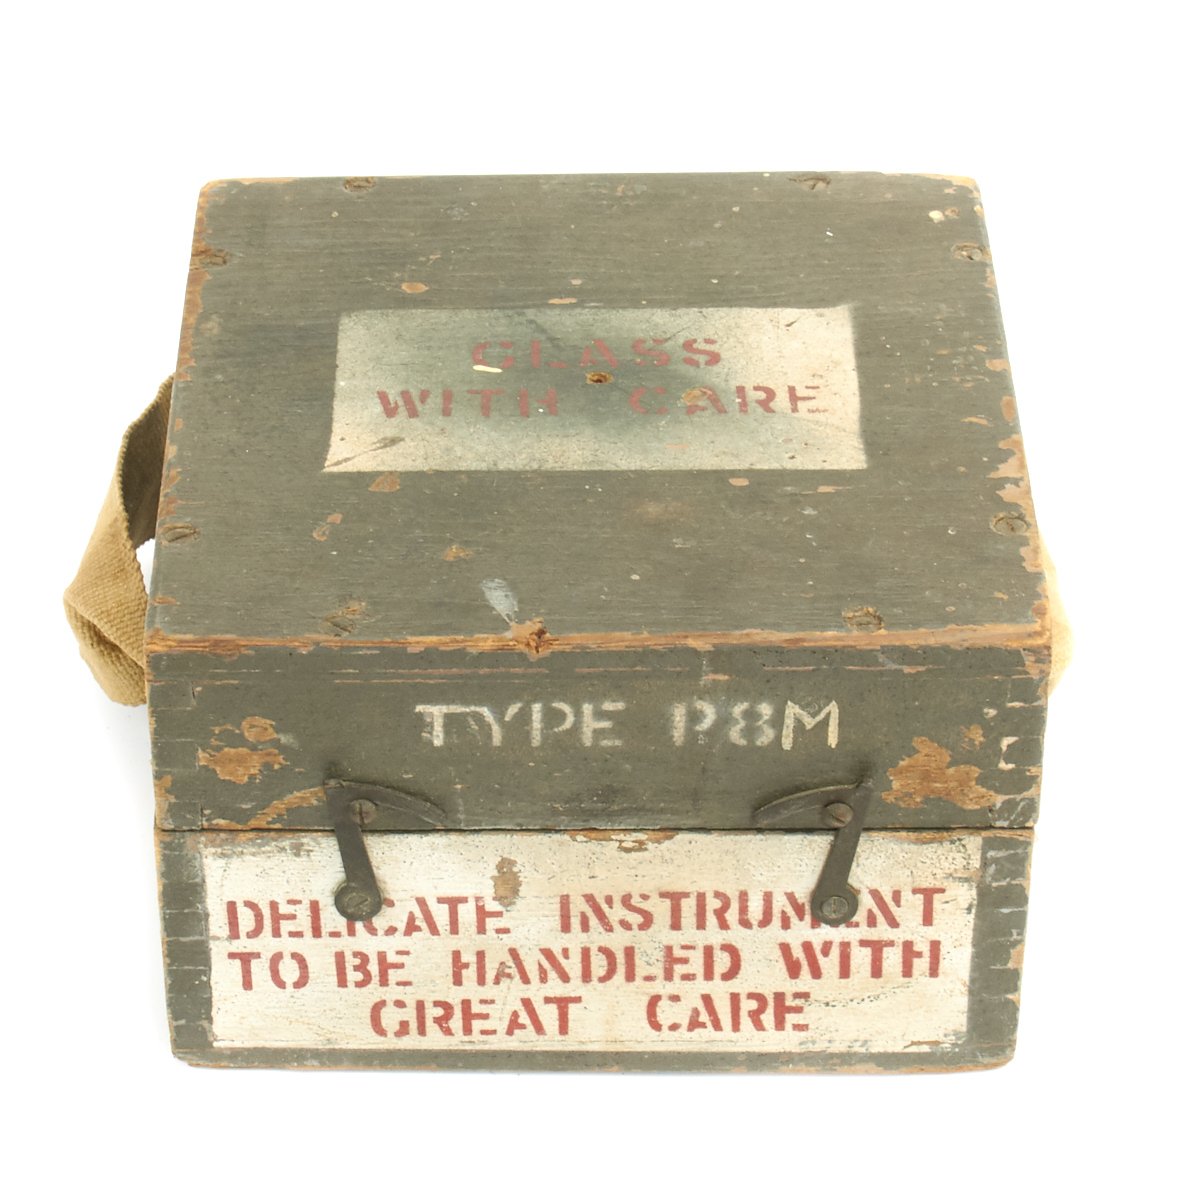 GLASS
WITH CARE
TYPE P8M
DELICATE INSTRUMENT
TO BE HANDLED WITH
GREAT CARE